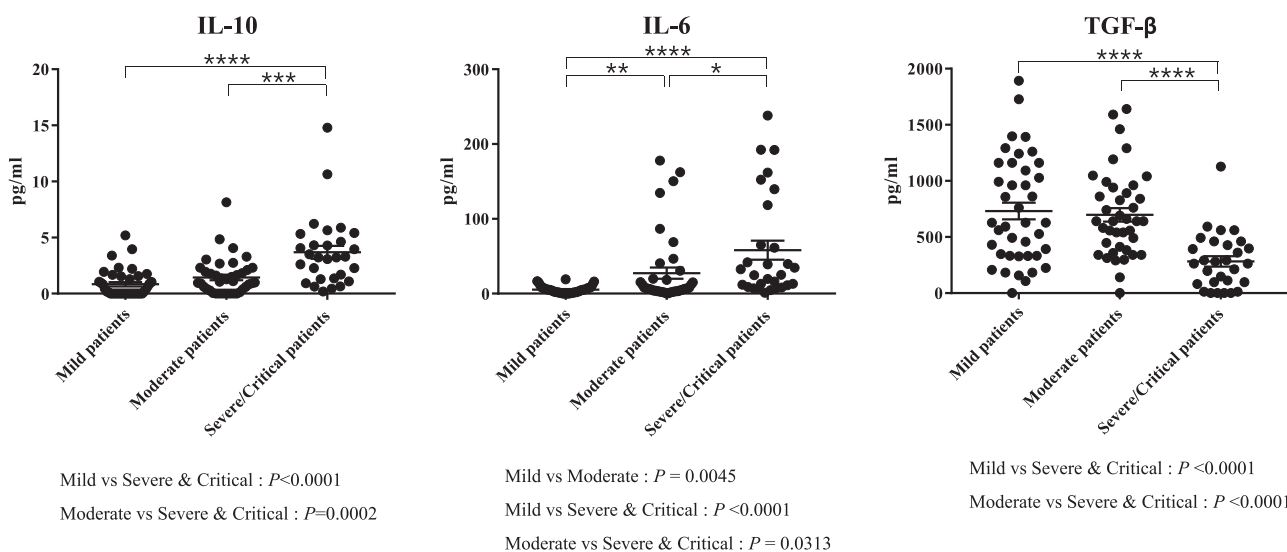 IL-10
****
***
20
15
10
5
0
pg/ml
Mild patients
Moderate patients
Severe/Critical patients
Mild vs Severe & Critical : P<0.0001
Moderate vs Severe & Critical : P=0.0002
IL-6
****
**
*
300
200
100
0
pg/ml
Mild patients
Moderate patients
Severe/Critical patients
Mild vs Moderate : P = 0.0045
Mild vs Severe & Critical : P <0.0001
Moderate vs Severe & Critical : P = 0.0313
TGF-β
****
****
2000
1500
1000
500
0
pg/ml
Mild patients
Moderate patients
Severe/Critical patients
Mild vs Severe & Critical : P <0.0001
Moderate vs Severe & Critical : P <0.0001